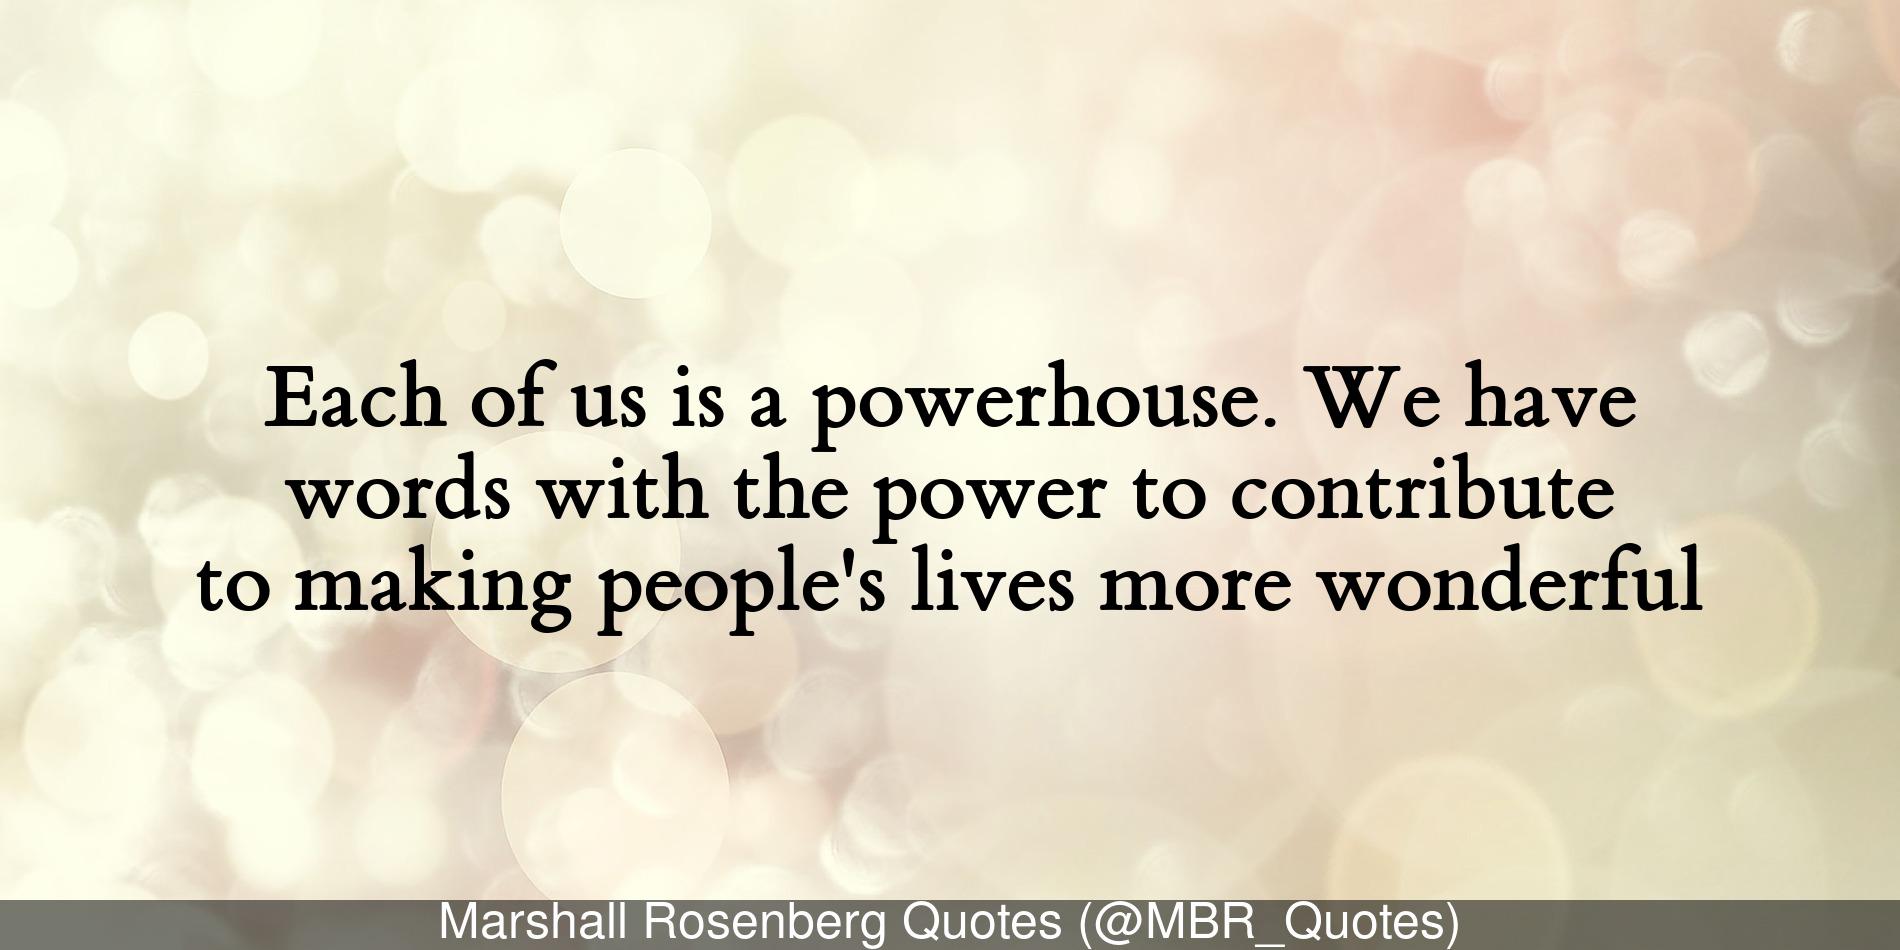 Each of us is a powerhouse. We have
words with the power to contribute
to making people's lives more wonderful
Marshall Rosenberg Quotes (@MBR_Quotes)